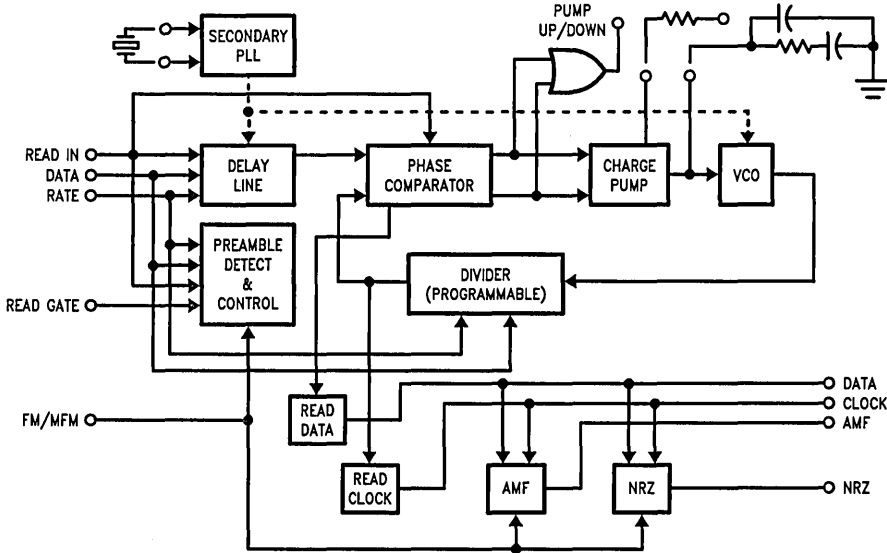 PUMP
UP/DOWN
SECONDARY
PLL
READ IN
DATA
RATE
DELAY
LINE
PHASE
COMPARATOR
CHARGE
PUMP
VCO
PREAMBLE
DETECT
&
CONTROL
DIVIDER
(PROGRAMMABLE)
READ GATE
FM/MFM
READ
DATA
DATA
CLOCK
AMF
READ
CLOCK
AMF
NRZ
NRZ